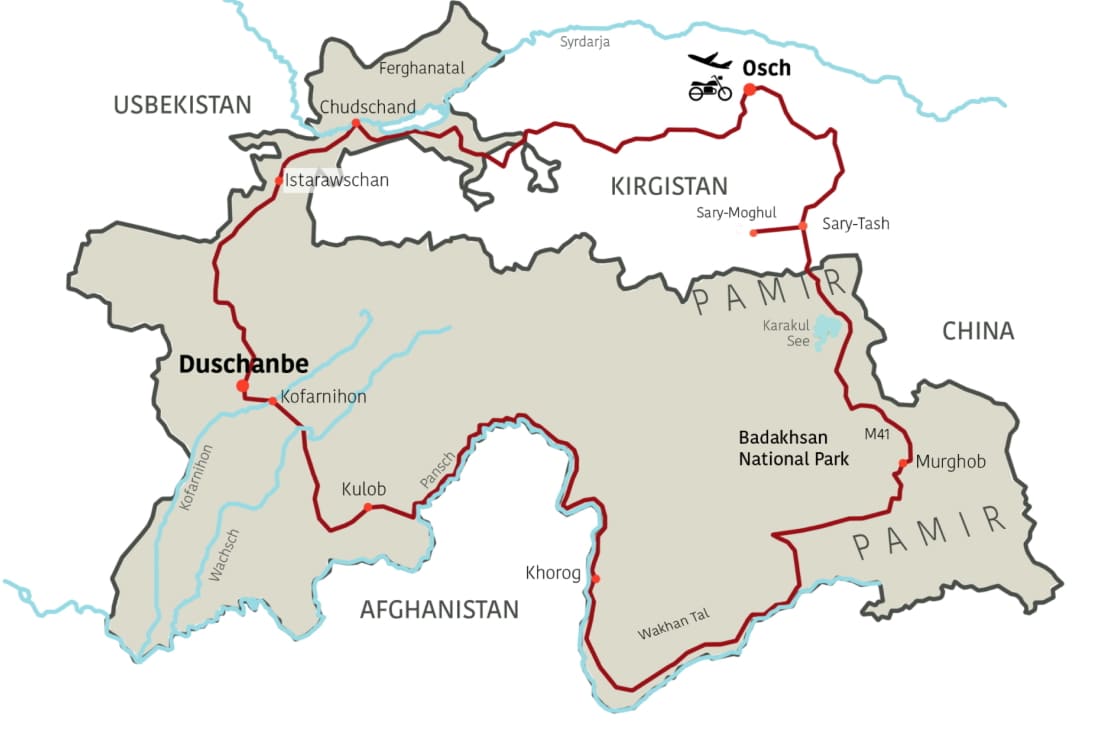 Syrdarja
Ferghanatal
Osch
USBEKISTAN
Chudschand
Istarawschan
KIRGISTAN
Sary-Moghul
Sary-Tash
PAMIR
Karakul
See
CHINA
Duschanbe
Kofarnihon
M41
Badakhsan
National Park
Murghob
Kofarnihon
Pansch
Kulob
Wachsch
PAMIR
Khorog
AFGHANISTAN
Wakhan Tal